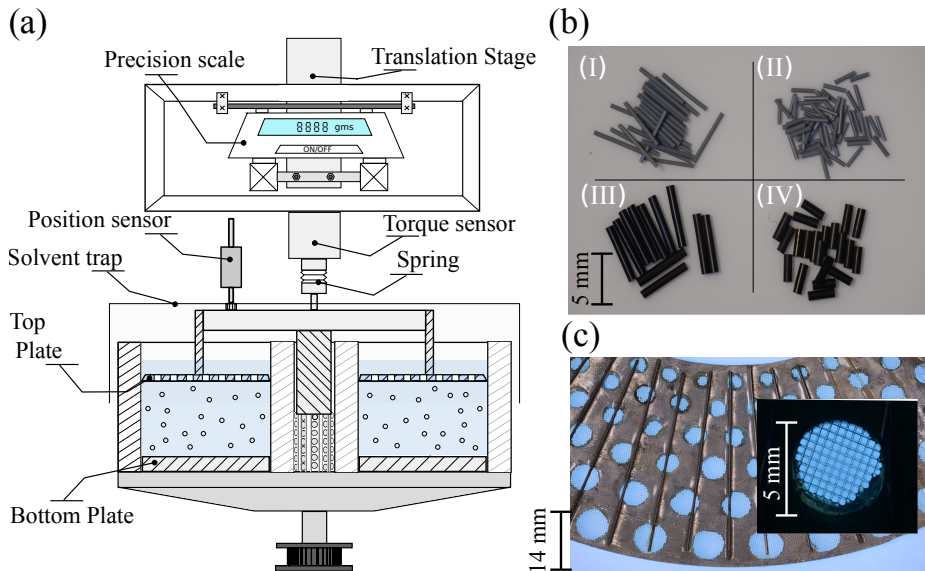 (a)
Precision scale
Translation Stage
8888 gms
ON/OFF
Position sensor
Torque sensor
Solvent trap
Spring
Top
Plate
Bottom Plate
(b)
(I)
(II)
(III)
(IV)
5 mm
(c)
5 mm
14 mm